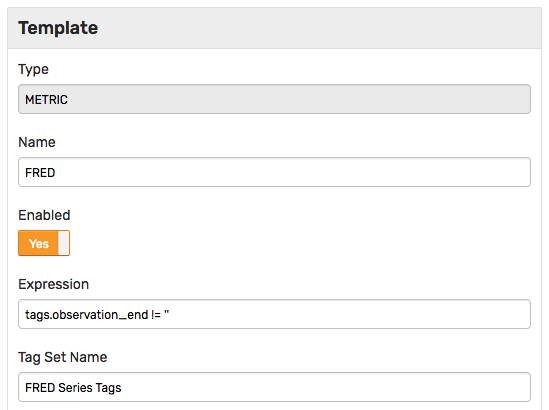 Template
Type
METRIC
Name
FRED
Enabled
Yes
Expression
tags.observation_end != ''
Tag Set Name
FRED Series Tags